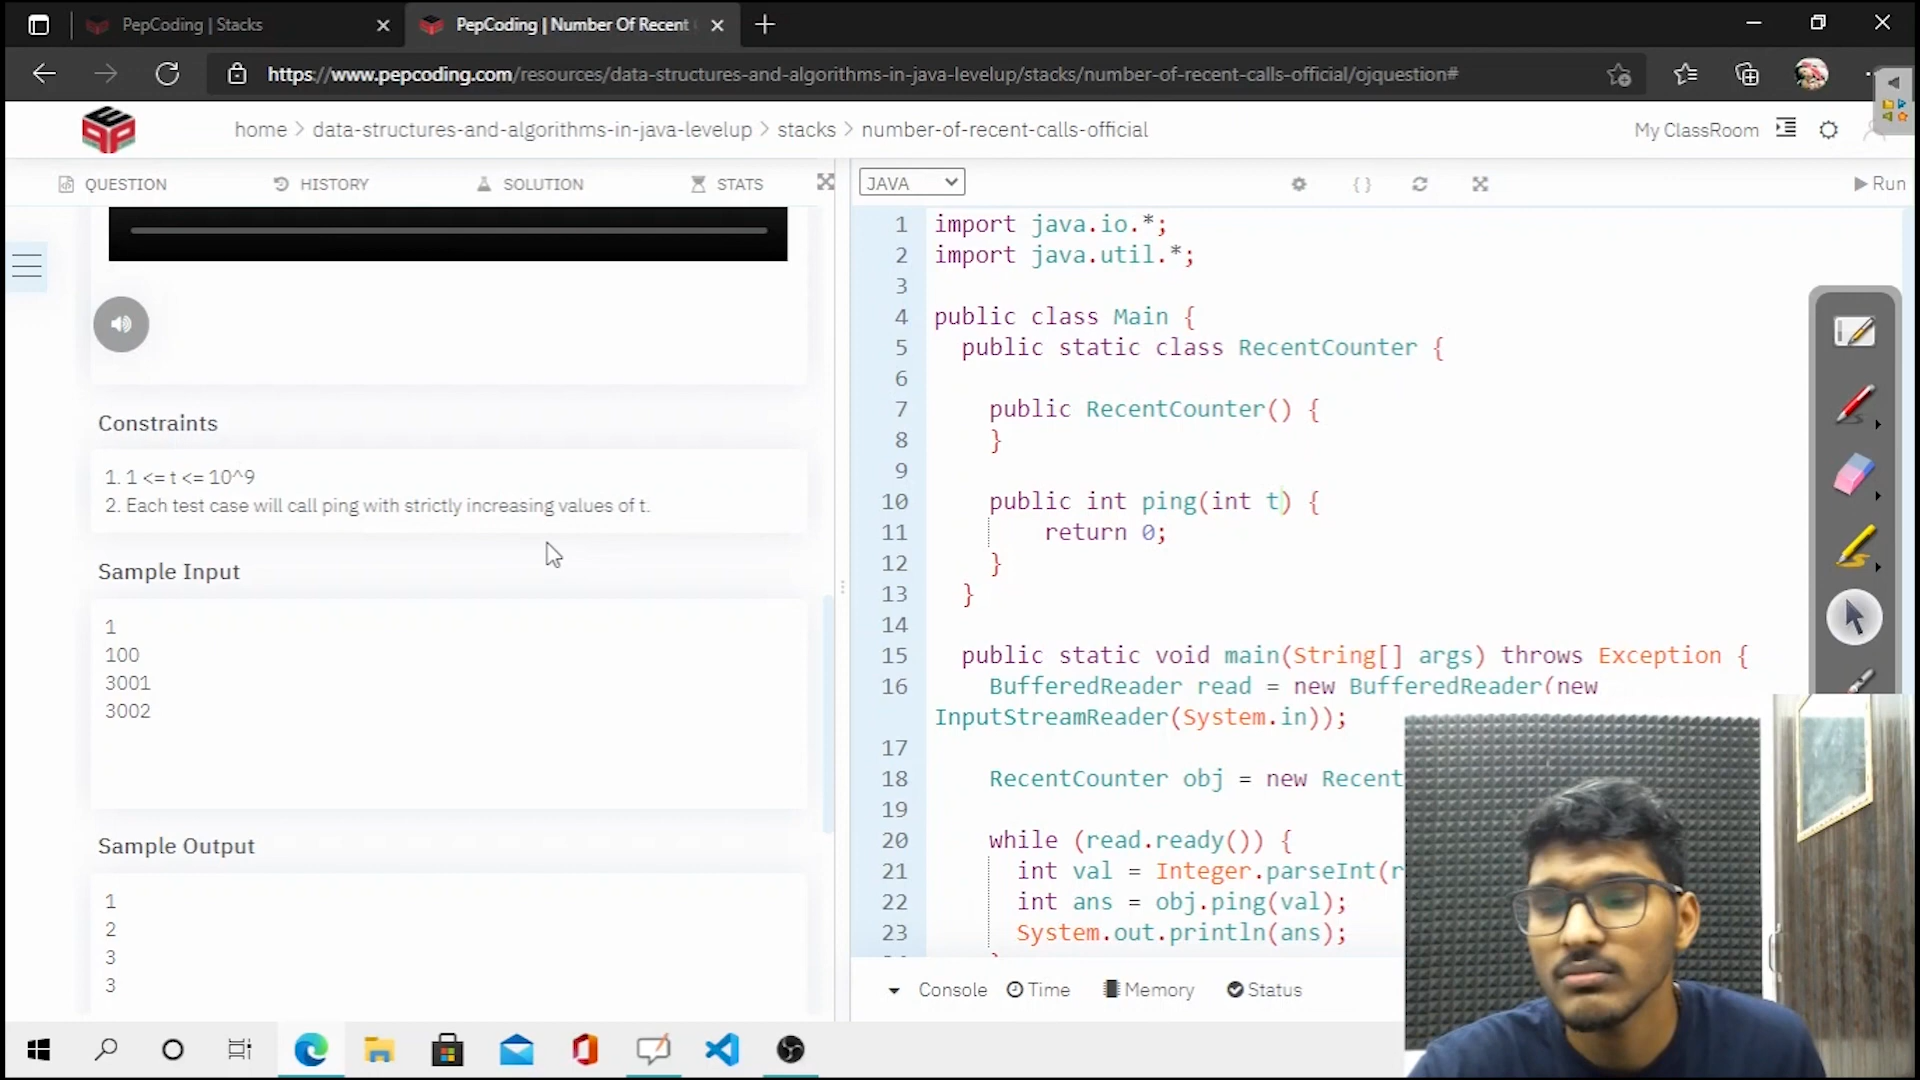 PepCoding | Stacks
PepCoding | Number Of Recent
https://www.pepcoding.com/resources/data-structures-and-algorithms-in-java-levelup/stacks/number-of-recent-calls-official/ojquestion#
home > data-structures-and-algorithms-in-java-levelup > stacks > number-of-recent-calls-official
My ClassRoom
QUESTION
HISTORY
SOLUTION
STATS
Constraints
1. 1 <= t <= 10^9
2. Each test case will call ping with strictly increasing values of t.
Sample Input
1
100
3001
3002
Sample Output
1
2
3
3
JAVA
Run
1 import java.io.*;
2 import java.util.*;
3
4 public class Main {
5 public static class RecentCounter {
6
7 public RecentCounter() {
8 }
9
10 public int ping(int t) {
11 return 0;
12 }
13 }
14
15 public static void main(String[] args) throws Exception {
16 BufferedReader read = new BufferedReader(new
InputStreamReader(System.in));
17
18 RecentCounter obj = new Recent
19
20 while (read.ready()) {
21 int val = Integer.parseInt(r
22 int ans = obj.ping(val);
23 System.out.println(ans);
Console
Time
Memory
Status